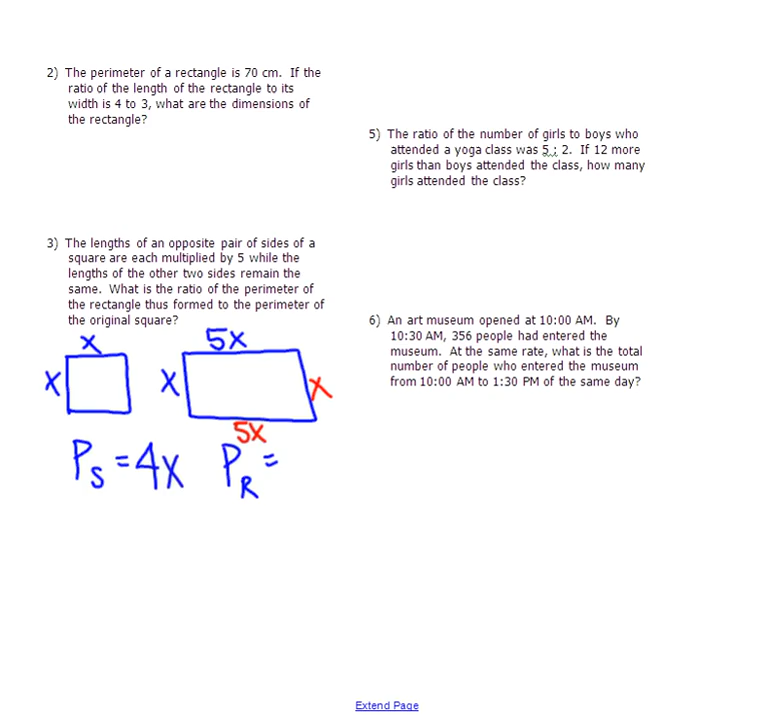 2) The perimeter of a rectangle is 70 cm. If the
ratio of the length of the rectangle to its
width is 4 to 3, what are the dimensions of
the rectangle?
3) The lengths of an opposite pair of sides of a
square are each multiplied by 5 while the
lengths of the other two sides remain the
same. What is the ratio of the perimeter of
the rectangle thus formed to the perimeter of
the original square?
x
5x
x
x
x
5x
Ps = 4x
PR =
5) The ratio of the number of girls to boys who
attended a yoga class was 5 : 2. If 12 more
girls than boys attended the class, how many
girls attended the class?
6) An art museum opened at 10:00 AM. By
10:30 AM, 356 people had entered the
museum. At the same rate, what is the total
number of people who entered the museum
from 10:00 AM to 1:30 PM of the same day?
Extend Page